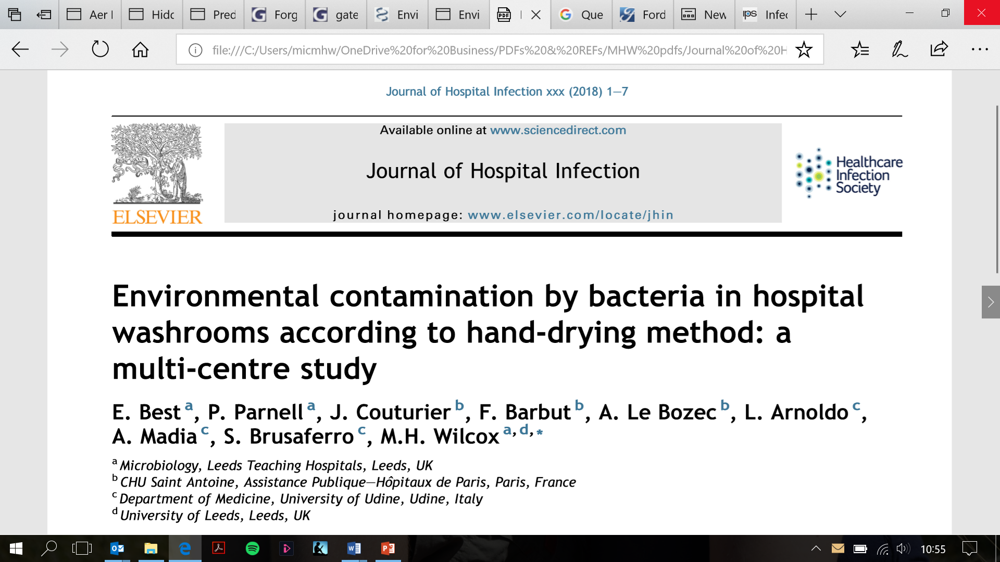 Aer
Hidc
Pred
Forg
gate
Envi
Envi
PDF
Que
Ford
New
ips
Infec
file:///C:/Users/micmhw/OneDrive%20for%20Business/PDFs%20&%20REFs/MHW%20pdfs/Journal%20of%20H
Journal of Hospital Infection xxx (2018) 1–7
Available online at www.sciencedirect.com
Journal of Hospital Infection
journal homepage: www.elsevier.com/locate/jhin
NON SOLUS
ELSEVIER
Healthcare
Infection
Society
Environmental contamination by bacteria in hospital
washrooms according to hand-drying method: a
multi-centre study
E. Best a, P. Parnell a, J. Couturier b, F. Barbut b, A. Le Bozec b, L. Arnoldo c,
A. Madia c, S. Brusaferro c, M.H. Wilcox a, d, *
a Microbiology, Leeds Teaching Hospitals, Leeds, UK
b CHU Saint Antoine, Assistance Publique–Hôpitaux de Paris, Paris, France
c Department of Medicine, University of Udine, Udine, Italy
d University of Leeds, Leeds, UK
10:55